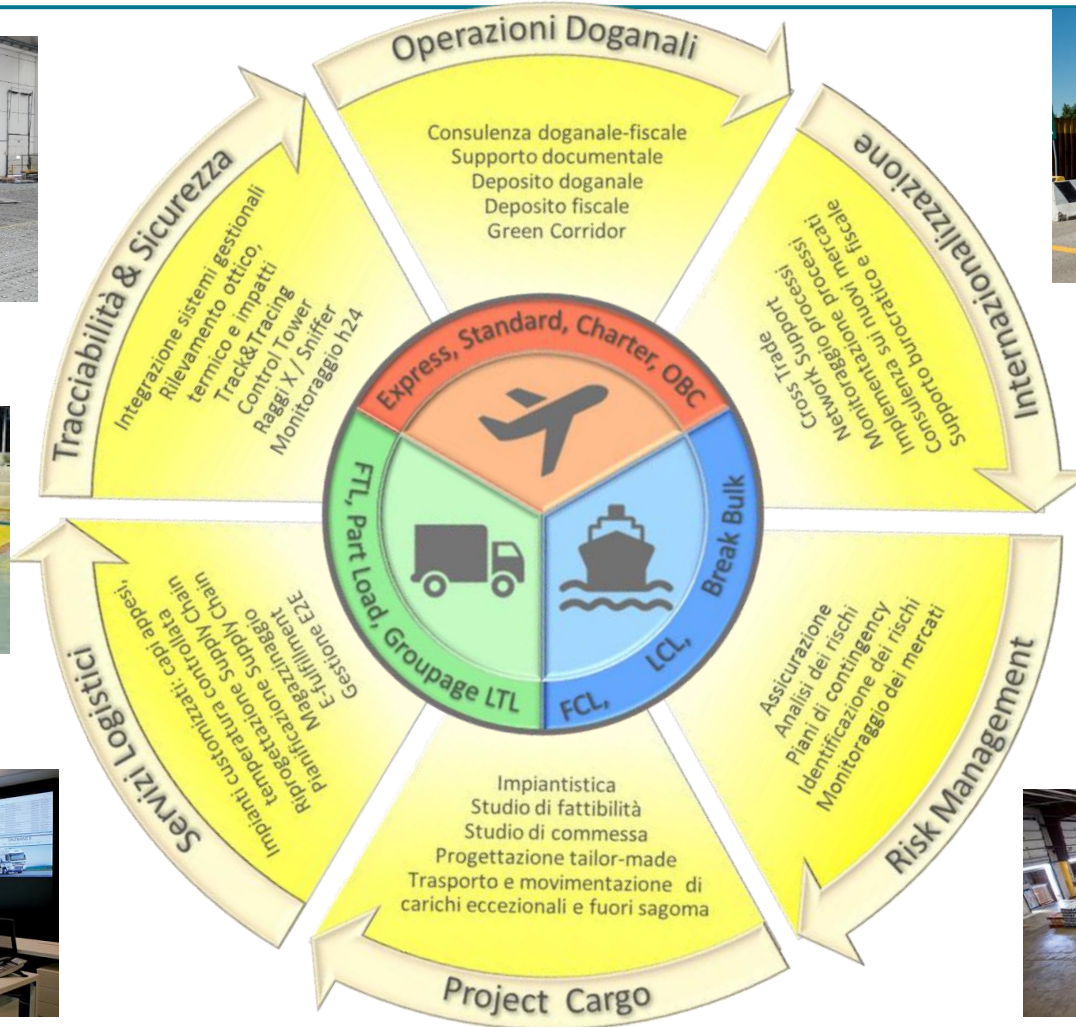 Operazioni Doganali
Consulenza doganale-fiscale
Supporto documentale
Deposito doganale
Deposito fiscale
Green Corridor
Internazionalizzazione
Cross Trade
Network Support
Monitoraggio processi
Implementazione processi
Consulenza sui nuovi mercati
Supporto burocratico e fiscale
Risk Management
Assicurazione
Analisi dei rischi
Piani di contingency
Identificazione dei rischi
Monitoraggio dei mercati
Project Cargo
Impiantistica
Studio di fattibilità
Studio di commessa
Progettazione tailor-made
Trasporto e movimentazione di
carichi eccezionali e fuori sagoma
Servizi Logistici
Impianti customizzati: capi appesi,
temperatura controllata
Riprogettazione Supply Chain
pianificazione Supply Chain
Magazzinaggio
E-fulfillment
Gestione E2E
Tracciabilità & Sicurezza
Integrazione sistemi gestionali
Rilevamento ottico,
termico e impatti
Track&Tracing
Control Tower
Raggi X / Sniffer
Monitoraggio h24
Express, Standard, Charter, OBC
FTL, Part Load, Groupage LTL
FCL, LCL, Break Bulk